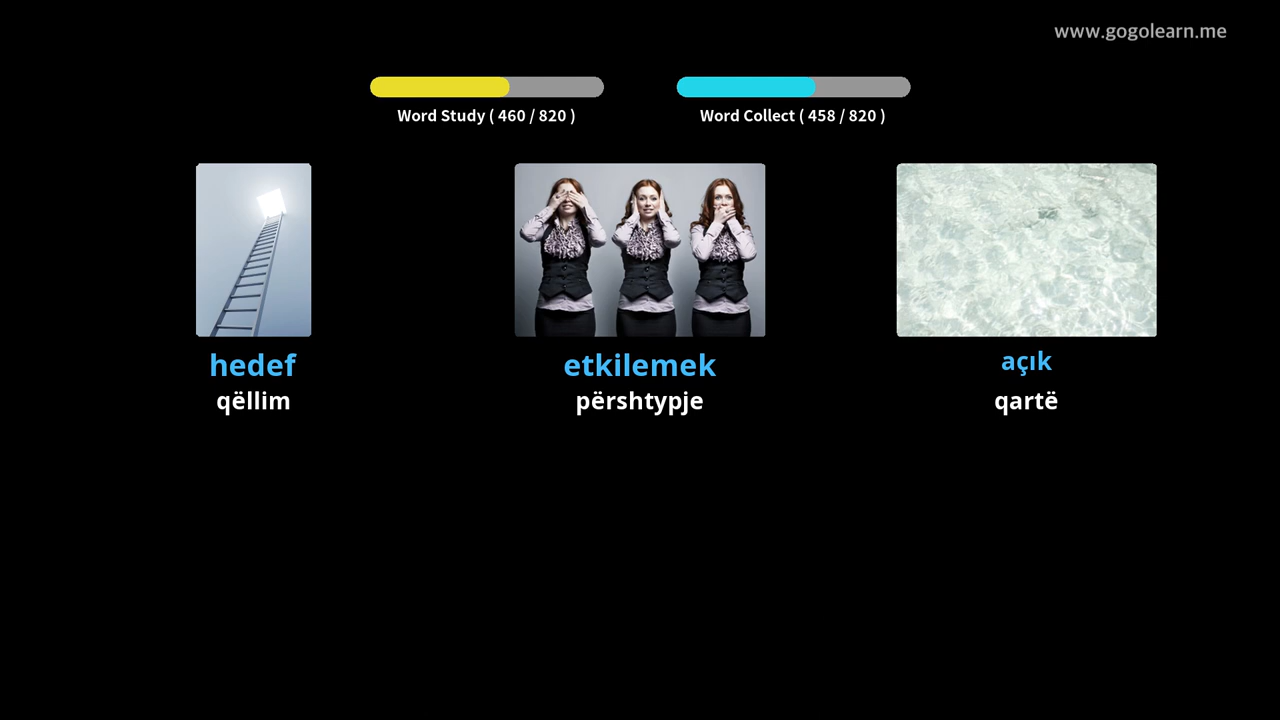 www.gogolearn.me
Word Study ( 460 / 820 )
Word Collect ( 458 / 820 )
hedef
qëllim
etkilemek
përshtypje
açık
qartë